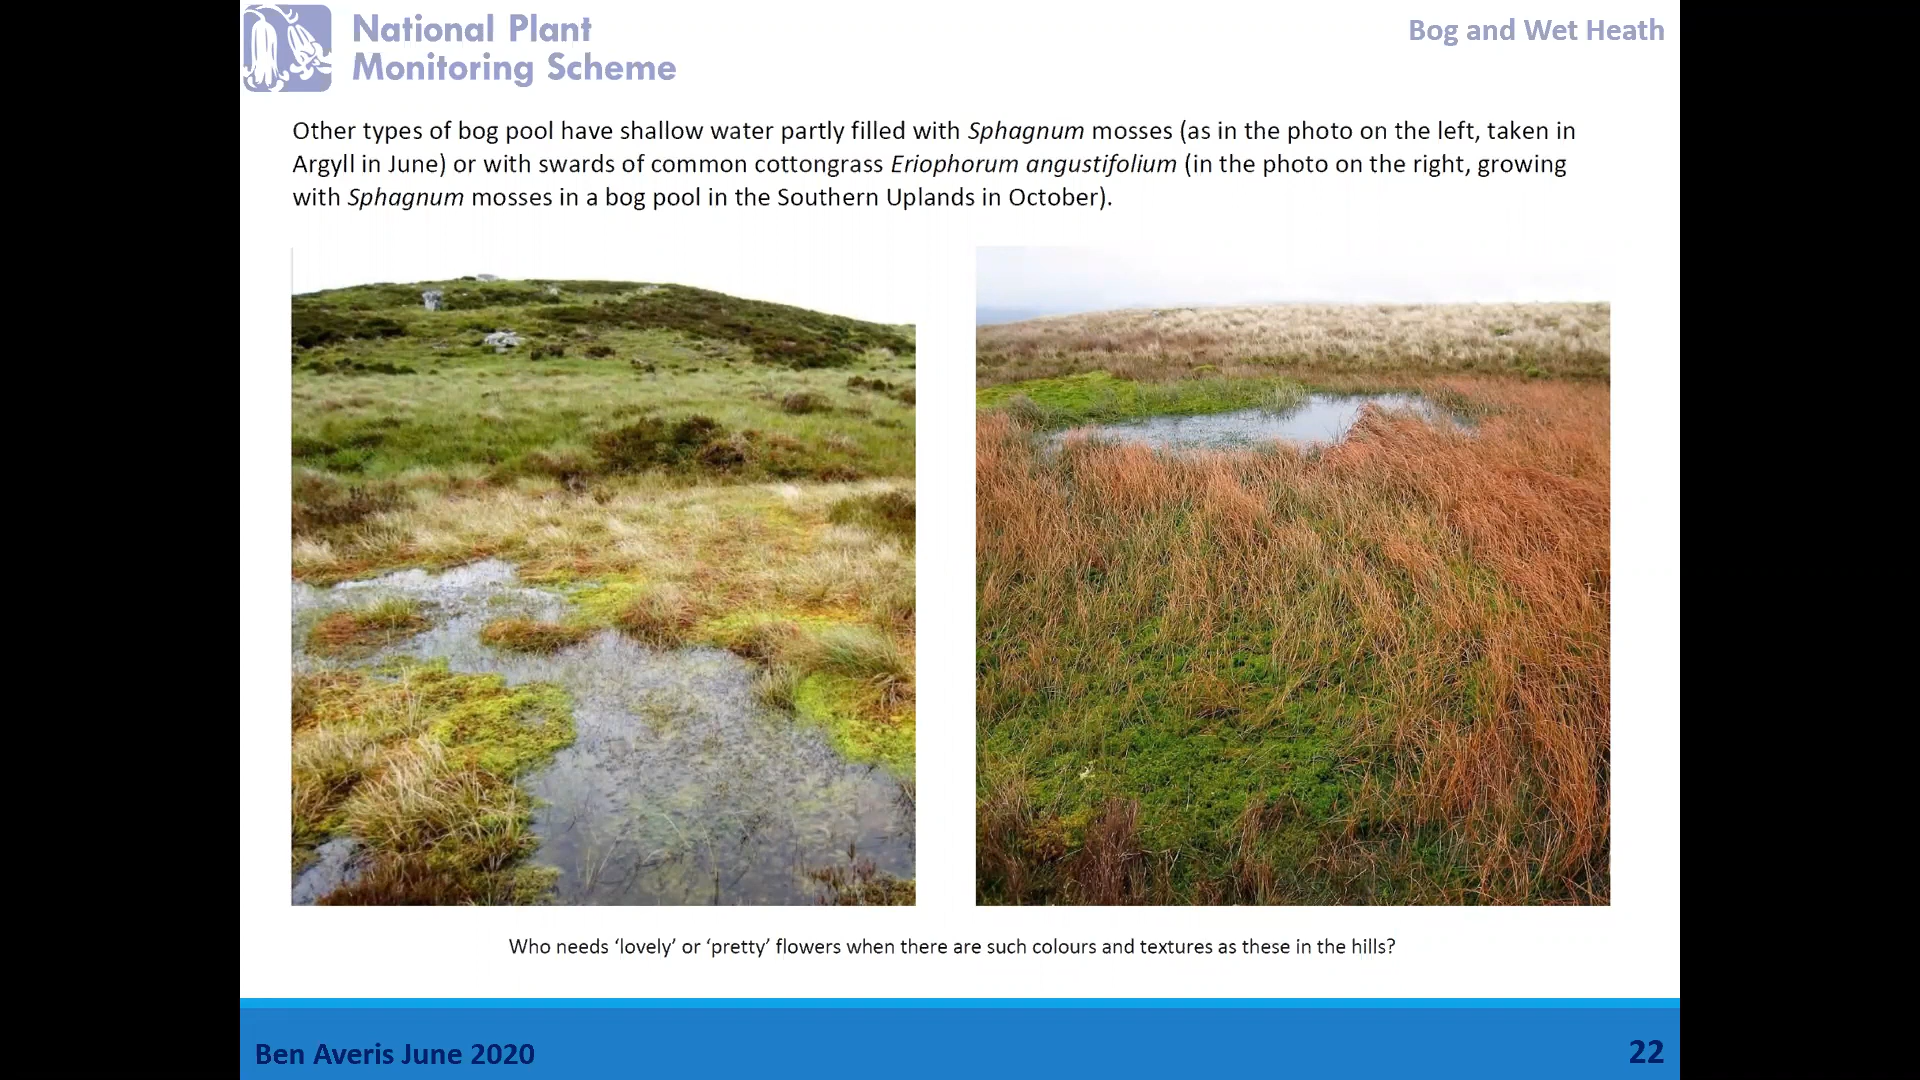 National Plant
Monitoring Scheme
Bog and Wet Heath
Other types of bog pool have shallow water partly filled with Sphagnum mosses (as in the photo on the left, taken in
Argyll in June) or with swards of common cottongrass Eriophorum angustifolium (in the photo on the right, growing
with Sphagnum mosses in a bog pool in the Southern Uplands in October).
Who needs ‘lovely’ or ‘pretty’ flowers when there are such colours and textures as these in the hills?
Ben Averis June 2020
22